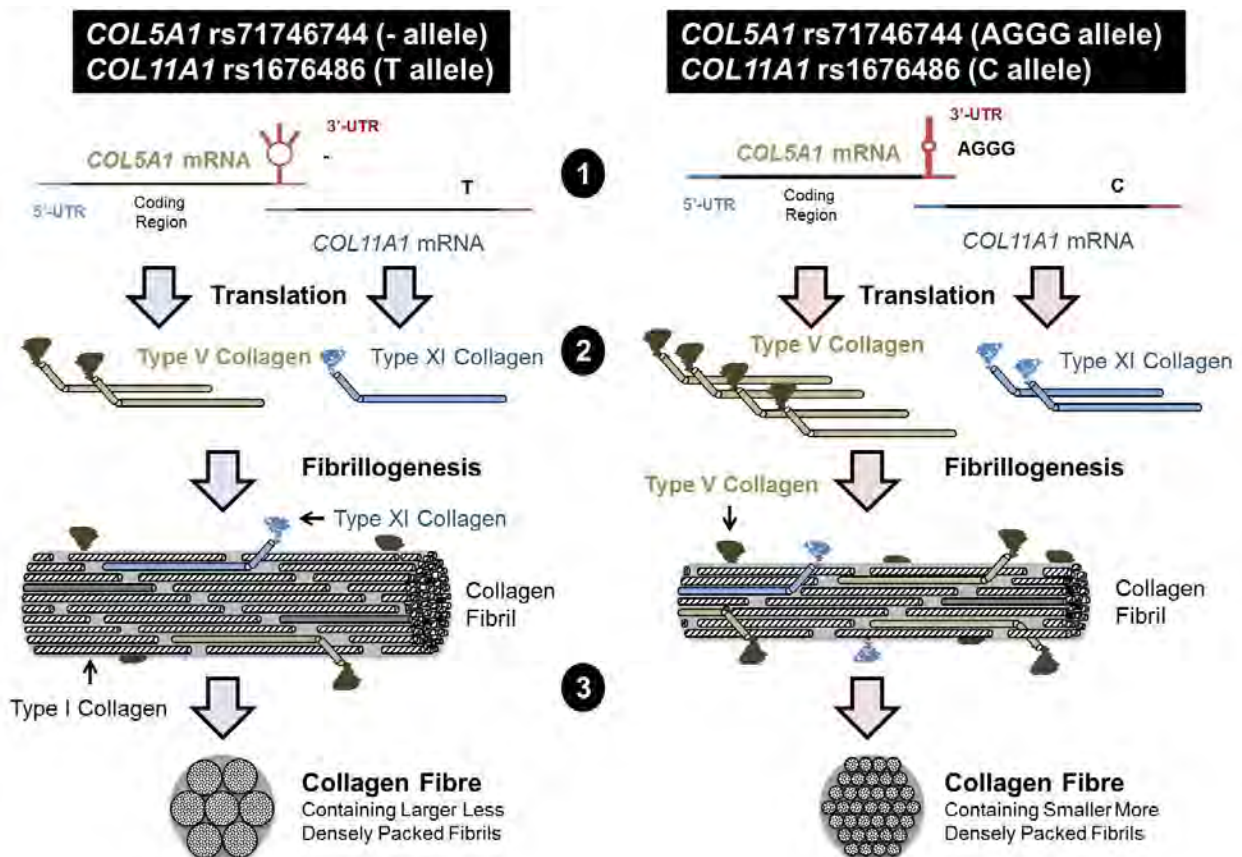 COL5A1 rs71746744 (- allele)
COL11A1 rs1676486 (T allele)
3'-UTR
COL5A1 mRNA
-
T
5'-UTR
Coding
Region
COL11A1 mRNA
Translation
Type V Collagen
Type XI Collagen
Fibrillogenesis
Type XI Collagen
Collagen
Fibril
Type I Collagen
Collagen Fibre
Containing Larger Less
Densely Packed Fibrils
1
2
3
COL5A1 rs71746744 (AGGG allele)
COL11A1 rs1676486 (C allele)
3'-UTR
COL5A1 mRNA
AGGG
C
5'-UTR
Coding
Region
COL11A1 mRNA
Translation
Type V Collagen
Type XI Collagen
Fibrillogenesis
Type V Collagen
Collagen
Fibril
Collagen Fibre
Containing Smaller More
Densely Packed Fibrils